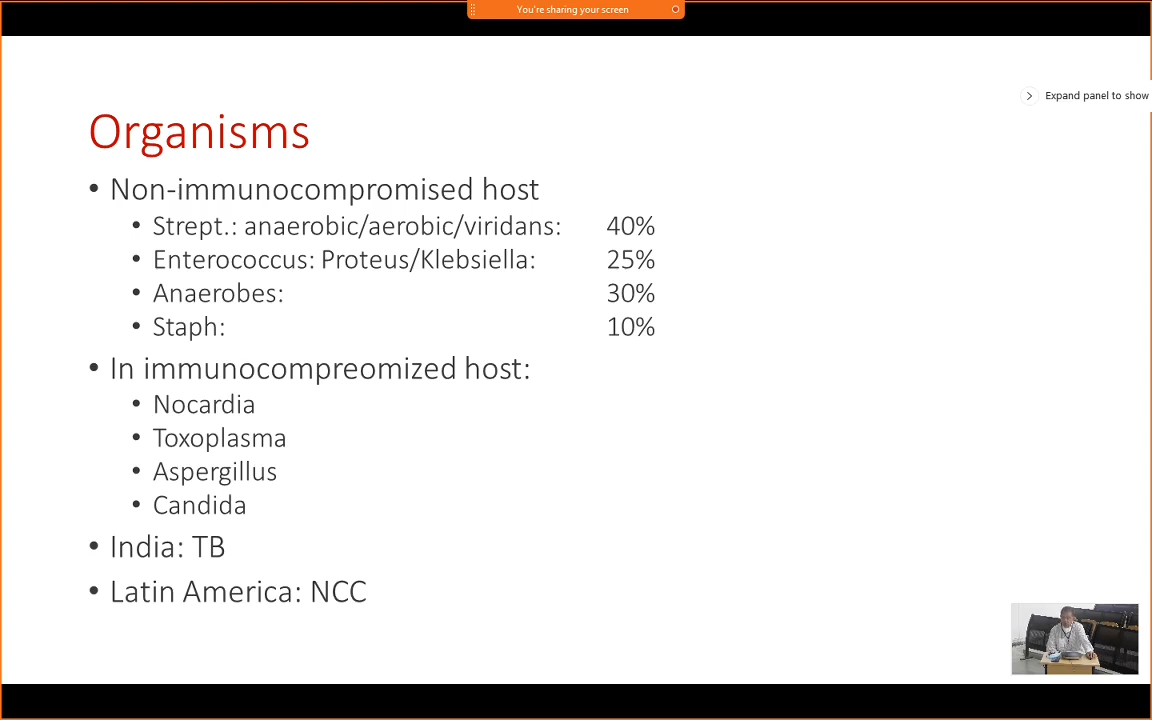 You're sharing your screen
Expand panel to show
Organisms
• Non-immunocompromised host
• Strept.: anaerobic/aerobic/viridans: 40%
• Enterococcus: Proteus/Klebsiella: 25%
• Anaerobes: 30%
• Staph: 10%
• In immunocompreomized host:
• Nocardia
• Toxoplasma
• Aspergillus
• Candida
• India: TB
• Latin America: NCC